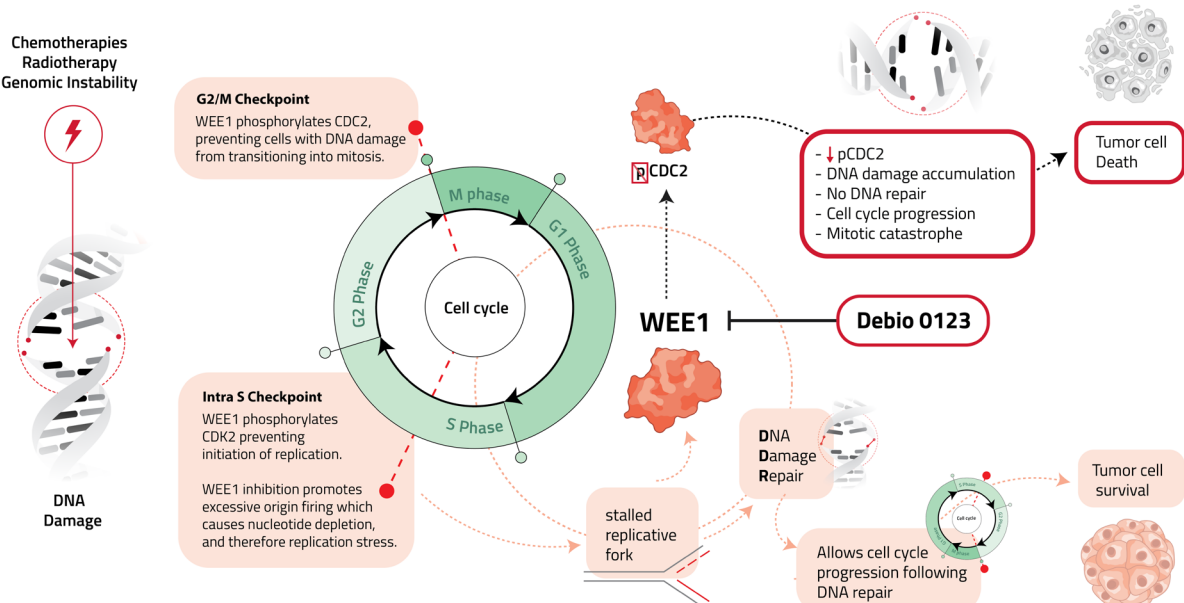 Chemotherapies
Radiotherapy
Genomic Instability
DNA
Damage
G2/M Checkpoint
WEE1 phosphorylates CDC2,
preventing cells with DNA damage
from transitioning into mitosis.
M phase
G1 Phase
G2 Phase
S Phase
Cell cycle
Intra S Checkpoint
WEE1 phosphorylates
CDK2 preventing
initiation of replication.
WEE1 inhibition promotes
excessive origin firing which
causes nucleotide depletion,
and therefore replication stress.
pCDC2
WEE1
Debio 0123
- ↓ pCDC2
- DNA damage accumulation
- No DNA repair
- Cell cycle progression
- Mitotic catastrophe
Tumor cell
Death
stalled
replicative
fork
DNA
Damage
Repair
Allows cell cycle
progression following
DNA repair
S Phase
Cell cycle
M Phase
Tumor cell
survival